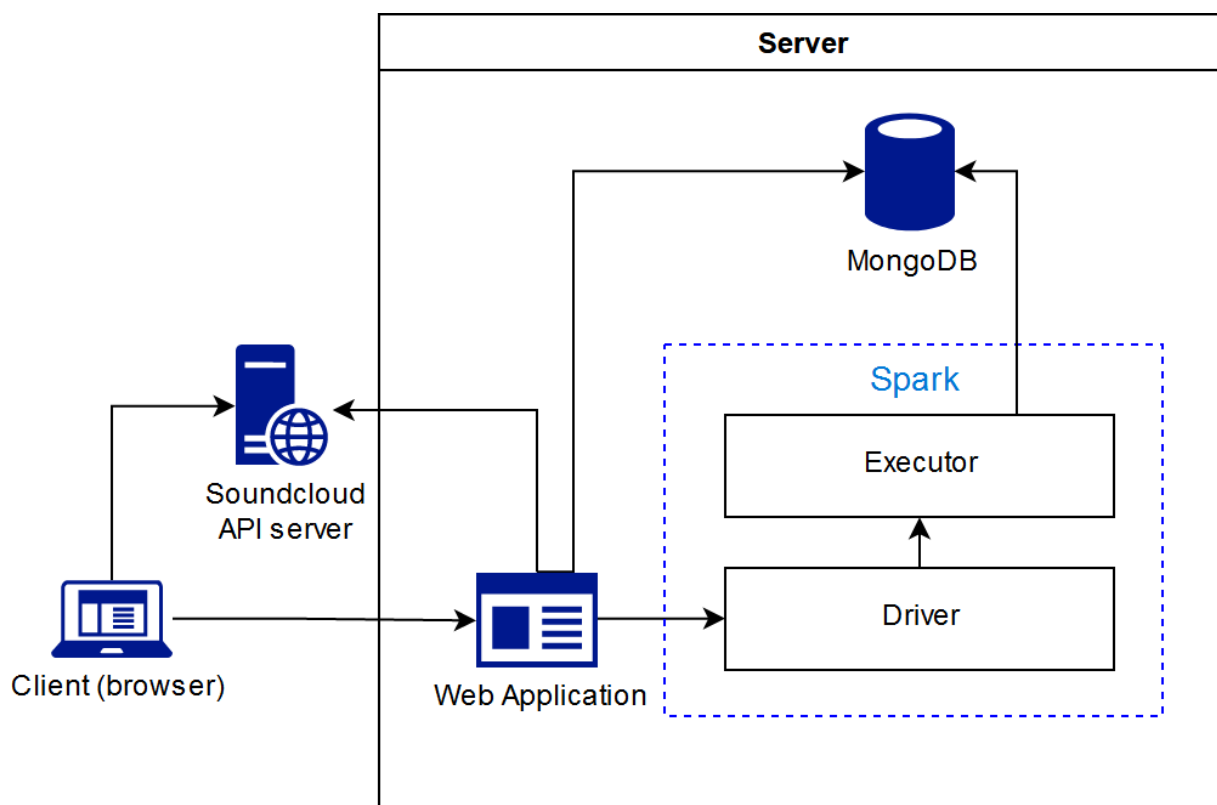 Server
MongoDB
Spark
Executor
Soundcloud
API server
Driver
Client (browser)
Web Application